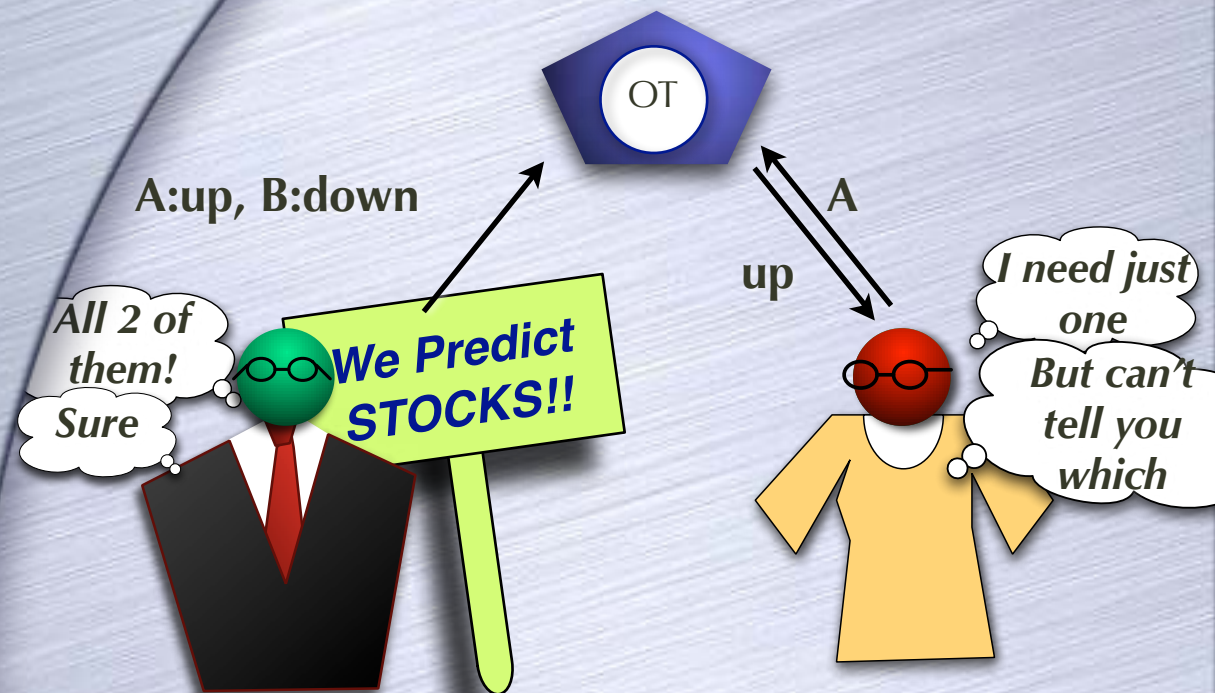 OT
A:up, B:down
A
up
All 2 of
them!
Sure
We Predict
STOCKS!!
I need just
one
But can't
tell you
which